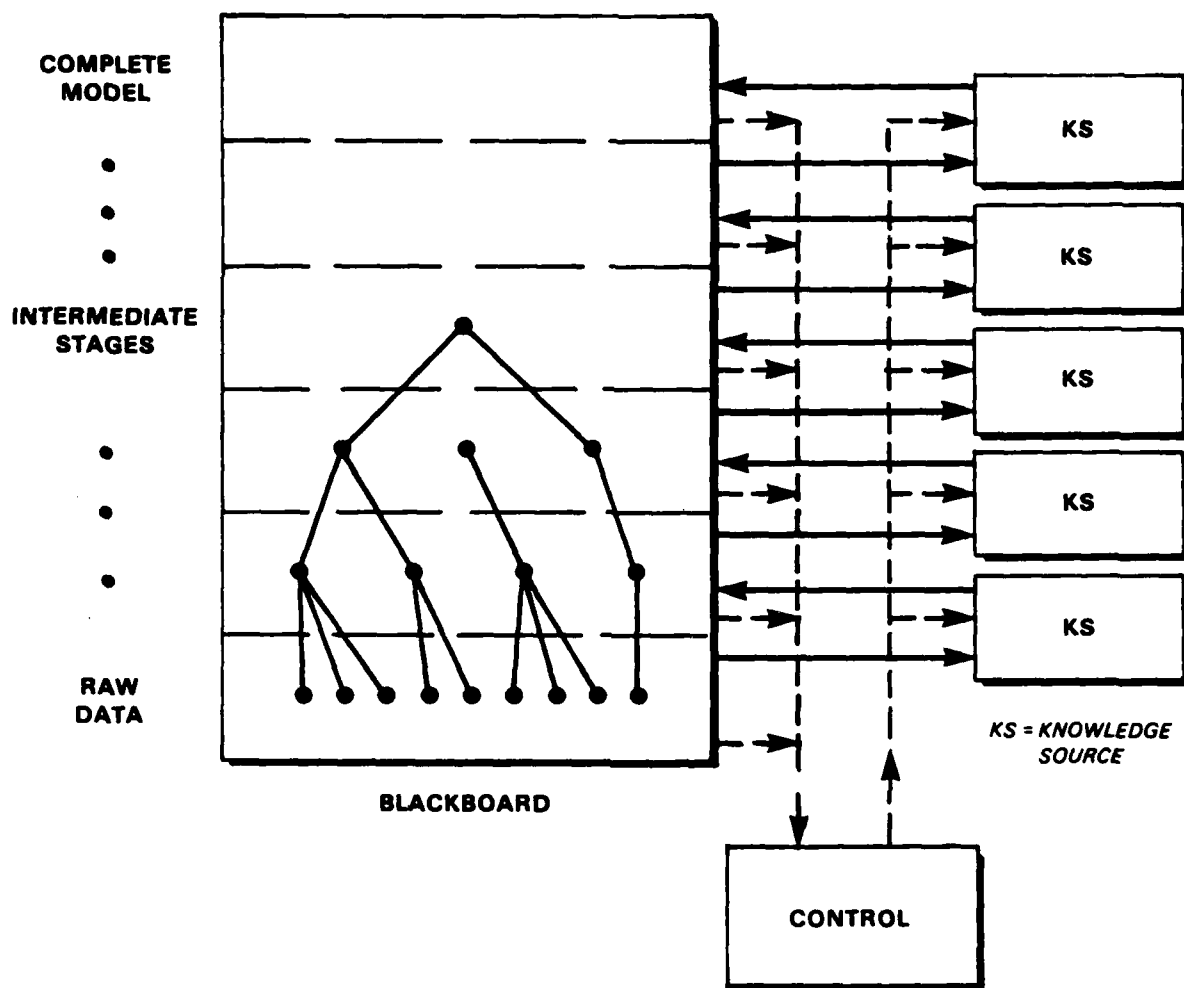 COMPLETE
MODEL
INTERMEDIATE
STAGES
RAW
DATA
BLACKBOARD
KS
KS
KS
KS
KS
KS = KNOWLEDGE
SOURCE
CONTROL